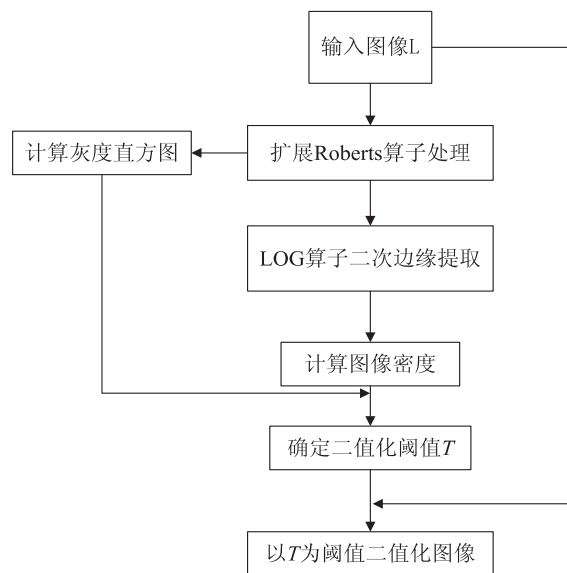 输入图像L
计算灰度直方图
扩展Roberts算子处理
LOG算子二次边缘提取
计算图像密度
确定二值化阈值T
以T为阈值二值化图像